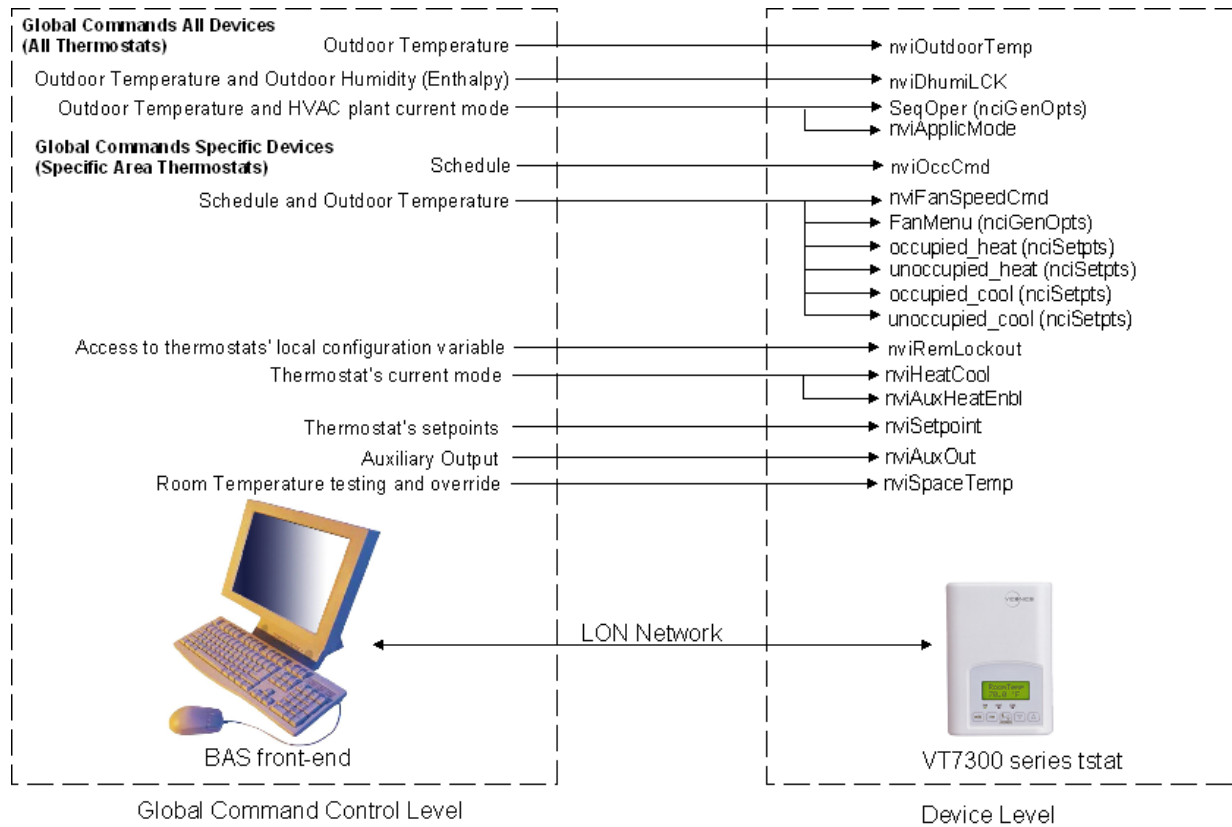 Global Commands All Devices
(All Thermostats)
Outdoor Temperature
nviOutdoorTemp
Outdoor Temperature and Outdoor Humidity (Enthalpy)
nviDhumiLCK
Outdoor Temperature and HVAC plant current mode
SeqOper (nciGenOpts)
nviApplicMode
Global Commands Specific Devices
(Specific Area Thermostats)
Schedule
nviOccCmd
Schedule and Outdoor Temperature
nviFanSpeedCmd
FanMenu (nciGenOpts)
occupied_heat (nciSetpts)
unoccupied_heat (nciSetpts)
occupied_cool (nciSetpts)
unoccupied_cool (nciSetpts)
Access to thermostats' local configuration variable
nviRemLockout
Thermostat's current mode
nviHeatCool
nviAuxHeatEnbl
Thermostat's setpoints
nviSetpoint
Auxiliary Output
nviAuxOut
Room Temperature testing and override
nviSpaceTemp
LON Network
RoomTemp
70.0 °F
BAS front-end
VT7300 series tstat
Global Command Control Level
Device Level